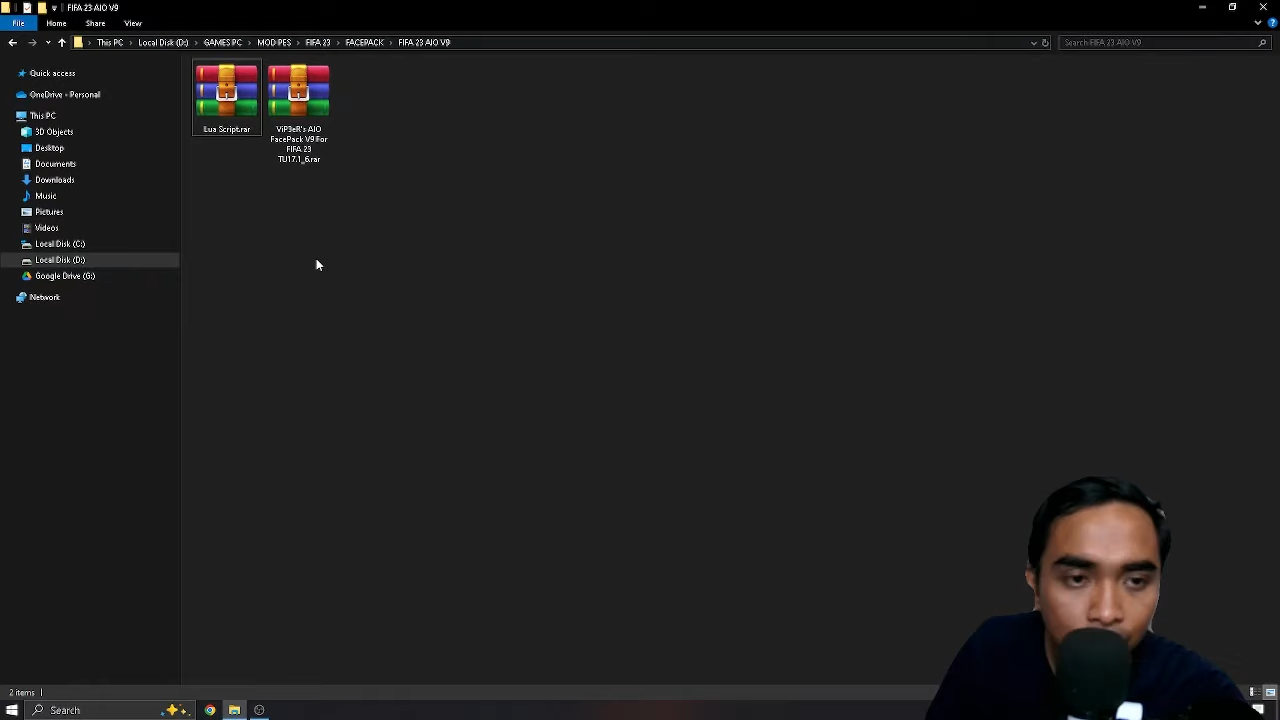 FIFA 23 AIO V9
File
Home
Share
View
This PC
Local Disk (D:)
GAMES PC
MOD PES
FIFA 23
FACEPACK
FIFA 23 AIO V9
Search FIFA 23 AIO V9
Quick access
OneDrive - Personal
This PC
3D Objects
Desktop
Documents
Downloads
Music
Pictures
Videos
Local Disk (C:)
Local Disk (D:)
Google Drive (G:)
Network
Lua Script.rar
ViP3eR's AIO
FacePack V9 For
FIFA 23
TU17.1_6.rar
2 items
Search